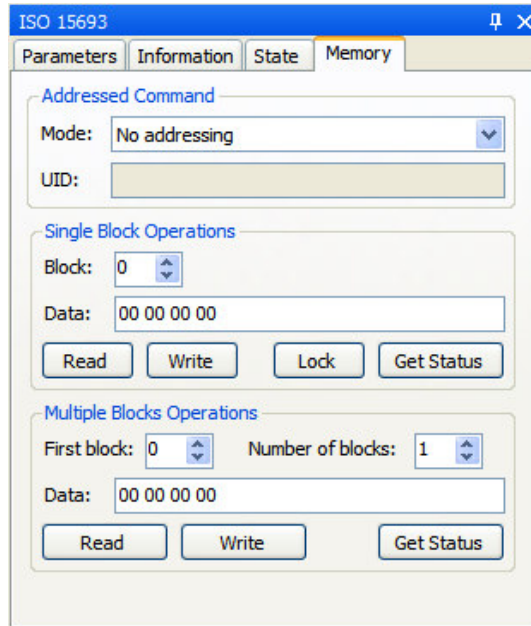 ISO 15693
Parameters Information State Memory
Addressed Command
Mode: No addressing
UID:
Single Block Operations
Block: 0
Data: 00 00 00 00
Read Write Lock Get Status
Multiple Blocks Operations
First block: 0 Number of blocks: 1
Data: 00 00 00 00
Read Write Get Status